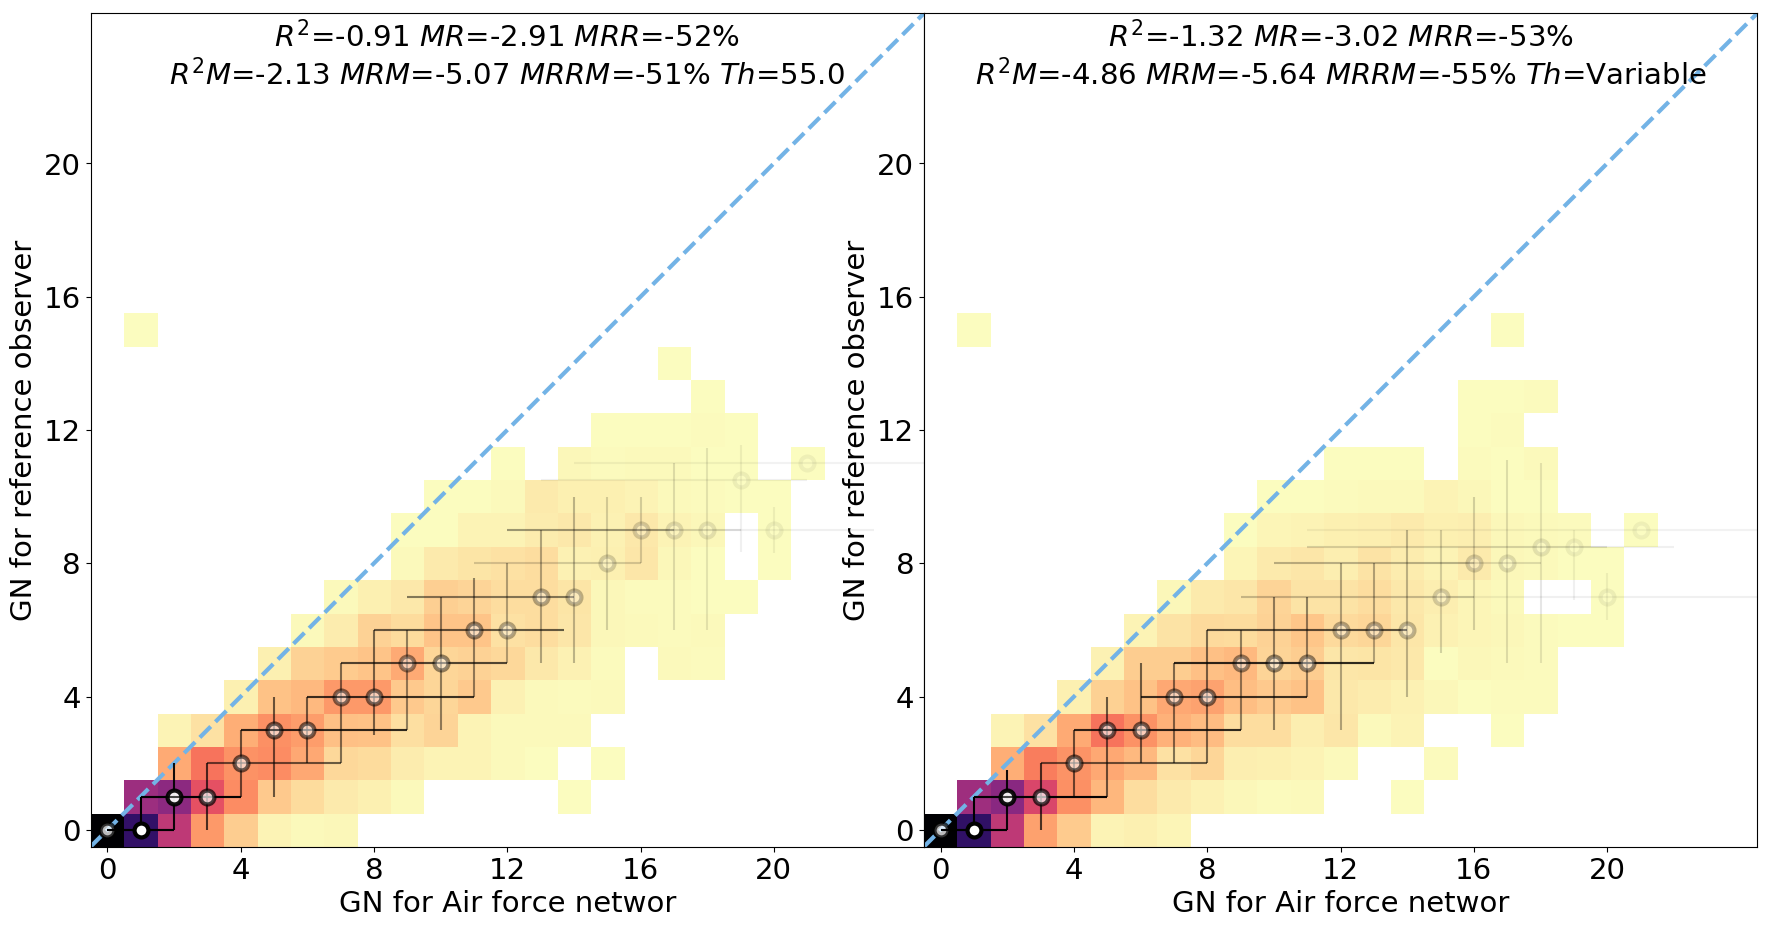 R²=-0.91 MR=-2.91 MRR=-52%
R²M=-2.13 MRM=-5.07 MRRM=-51% Th=55.0
20
16
12
8
4
0
GN for reference observer
0 4 8 12 16 20
GN for Air force networ
R²=-1.32 MR=-3.02 MRR=-53%
R²M=-4.86 MRM=-5.64 MRRM=-55% Th=Variable
20
16
12
8
4
0
GN for reference observer
0 4 8 12 16 20
GN for Air force networ